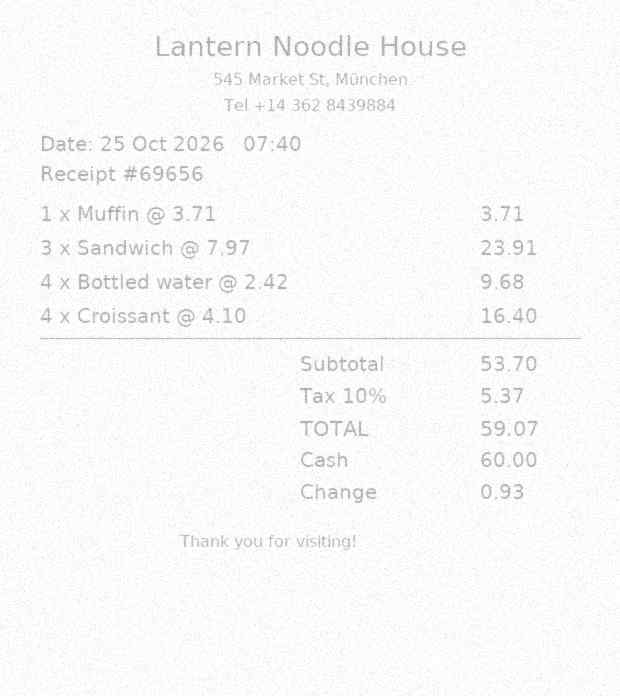 Lantern Noodle House
545 Market St, München
Tel +14 362 8439884
Date: 25 Oct 2026 07:40
Receipt #69656
1 x Muffin @ 3.71 3.71
3 x Sandwich @ 7.97 23.91
4 x Bottled water @ 2.42 9.68
4 x Croissant @ 4.10 16.40
Subtotal 53.70
Tax 10% 5.37
TOTAL 59.07
Cash 60.00
Change 0.93
Thank you for visiting!